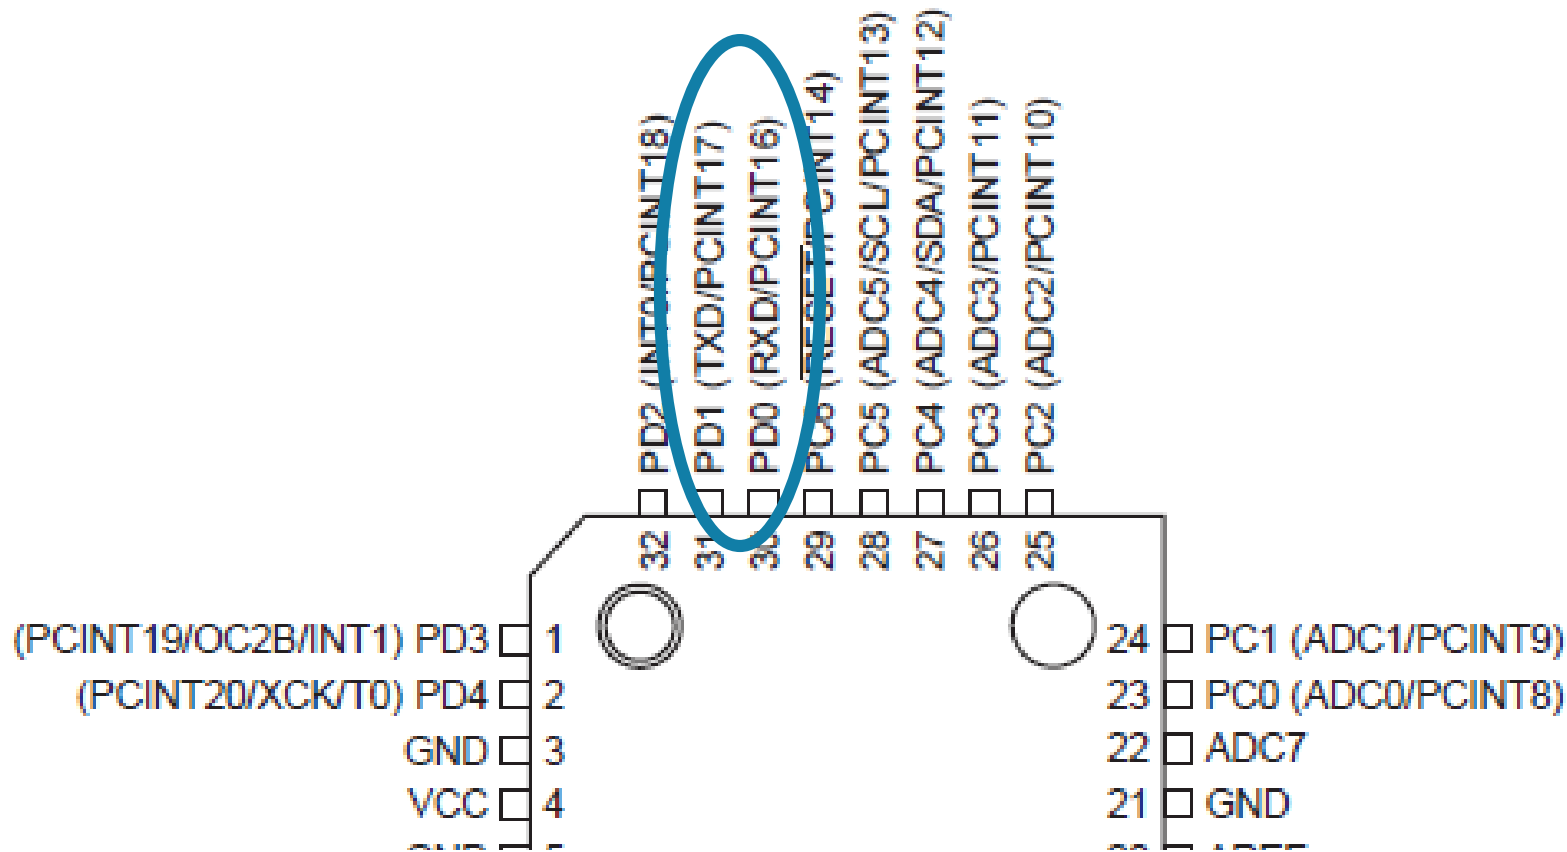 PD2 (INT0/PCINT18)
PD1 (TXD/PCINT17)
PD0 (RXD/PCINT16)
PC6 (RESET/PCINT14)
PC5 (ADC5/SCL/PCINT13)
PC4 (ADC4/SDA/PCINT12)
PC3 (ADC3/PCINT11)
PC2 (ADC2/PCINT10)
32 31 30 29 28 27 26 25
(PCINT19/OC2B/INT1) PD3 1
24 PC1 (ADC1/PCINT9)
(PCINT20/XCK/T0) PD4 2
23 PC0 (ADC0/PCINT8)
GND 3
22 ADC7
VCC 4
21 GND